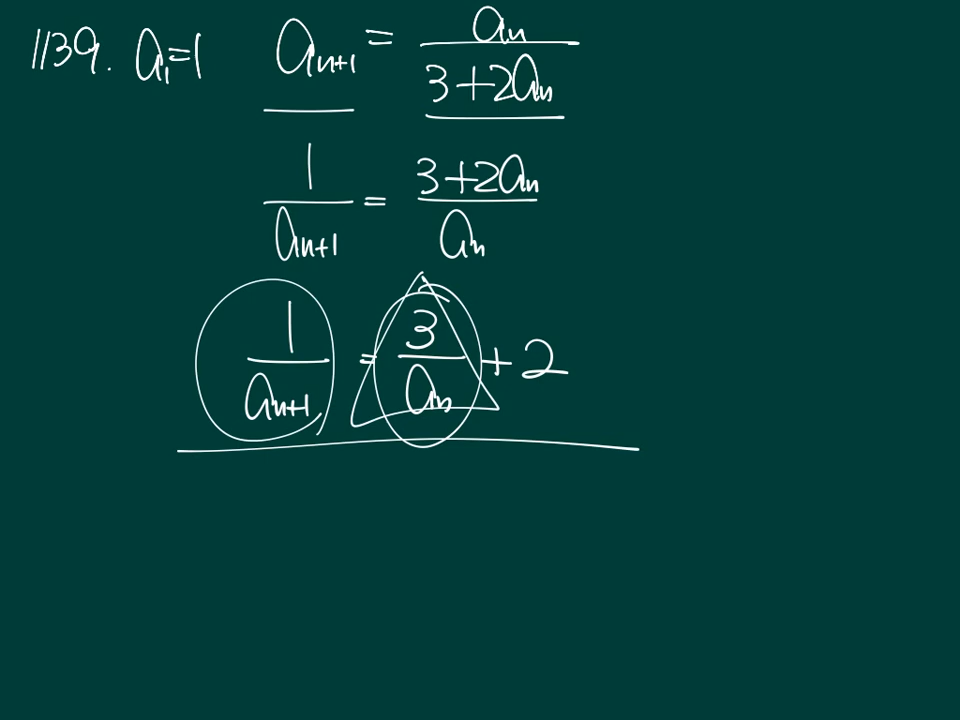 1139. a₁=1 aₙ₊₁ = aₙ / (3+2aₙ)
1/aₙ₊₁ = (3+2aₙ)/aₙ
1/aₙ₊₁ = 3/aₙ + 2